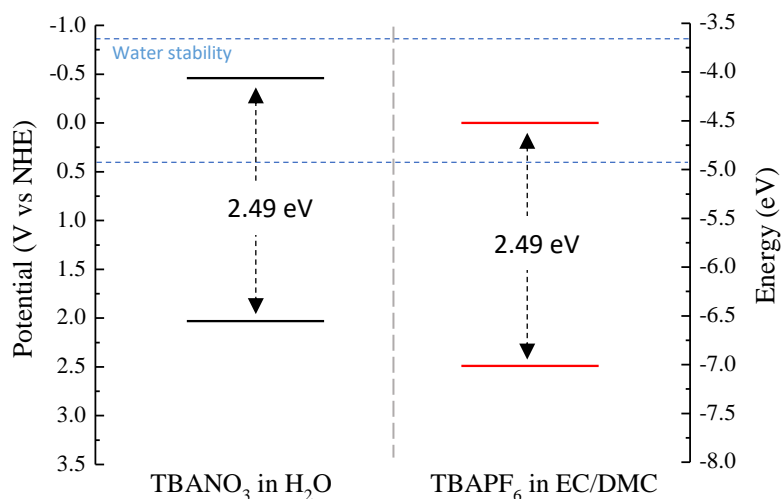 Potential (V vs NHE)
-1.0
-0.5
0.0
0.5
1.0
1.5
2.0
2.5
3.0
3.5
Water stability
2.49 eV
2.49 eV
-3.5
-4.0
-4.5
-5.0
-5.5
-6.0
-6.5
-7.0
-7.5
-8.0
Energy (eV)
TBANO₃ in H₂O
TBAPF₆ in EC/DMC